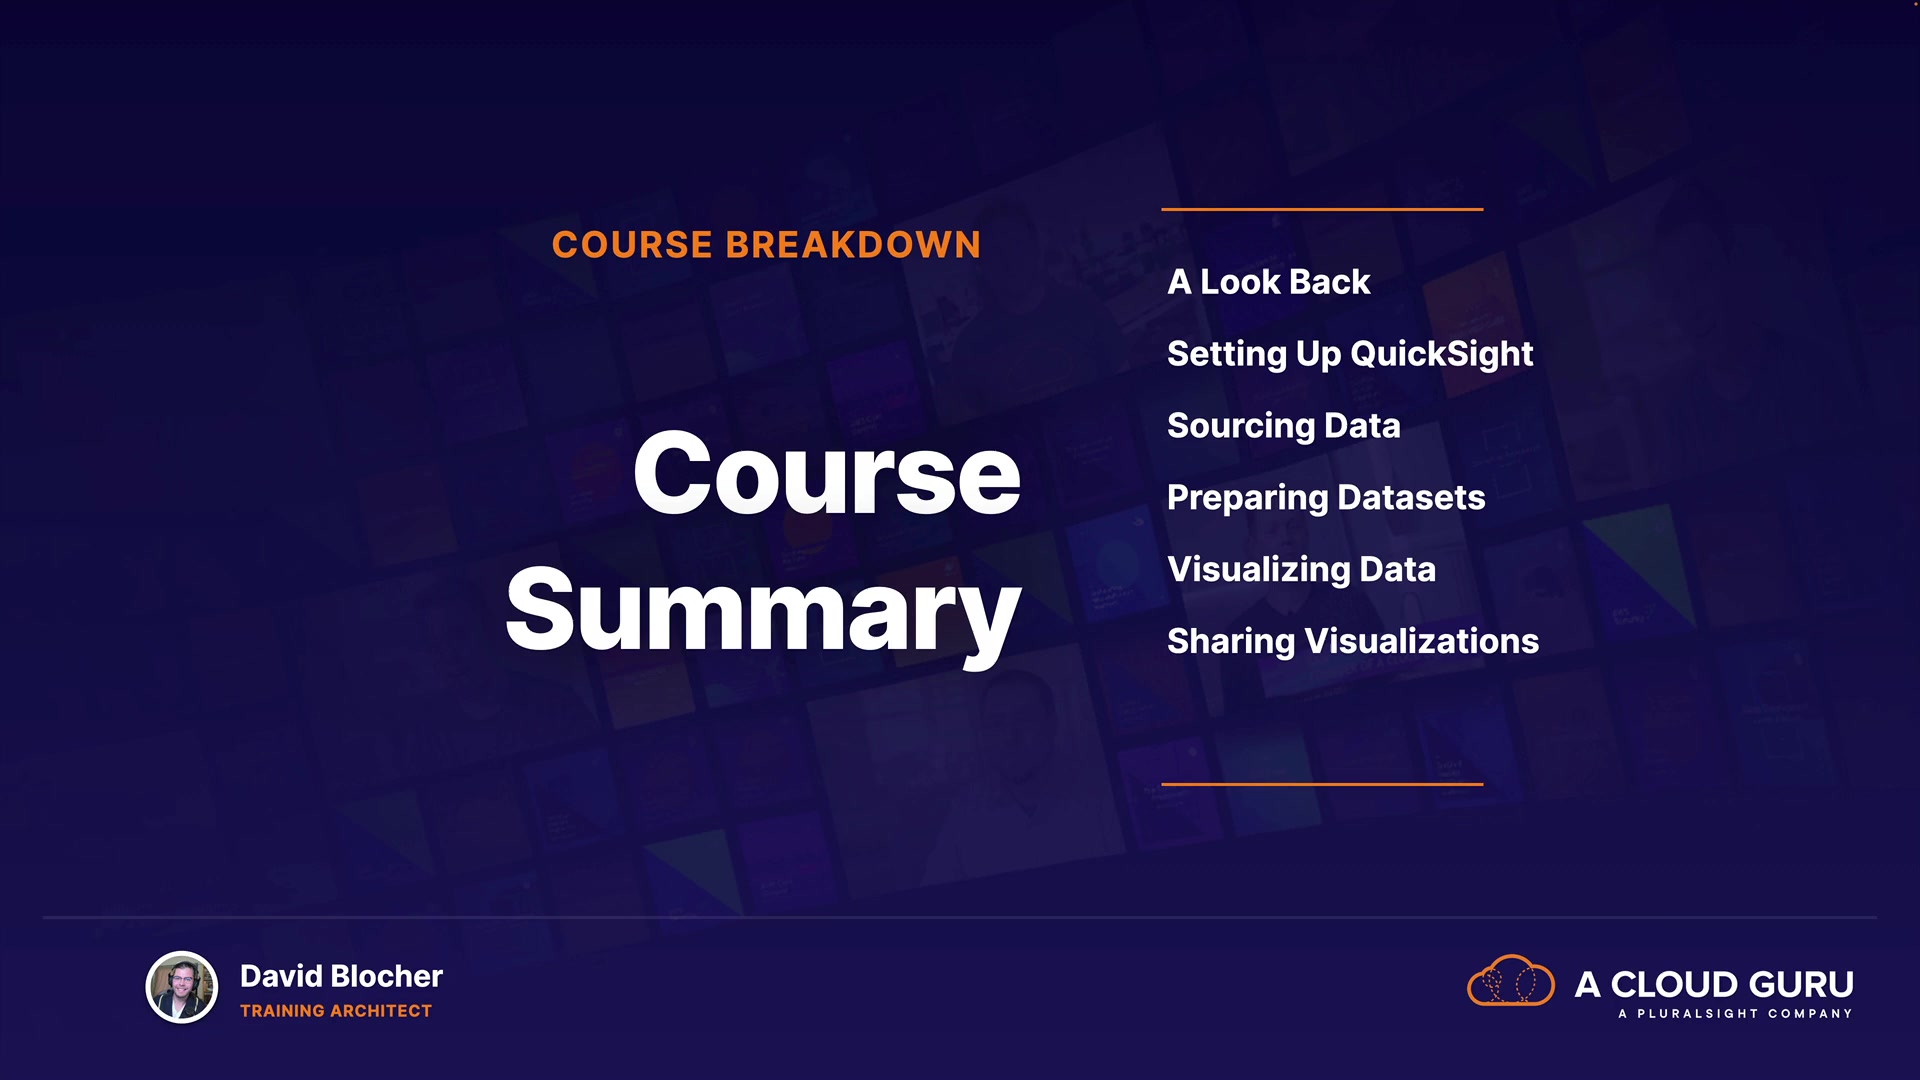 COURSE BREAKDOWN
Course
Summary
A Look Back
Setting Up QuickSight
Sourcing Data
Preparing Datasets
Visualizing Data
Sharing Visualizations
David Blocher
TRAINING ARCHITECT
A CLOUD GURU
A PLURALSIGHT COMPANY